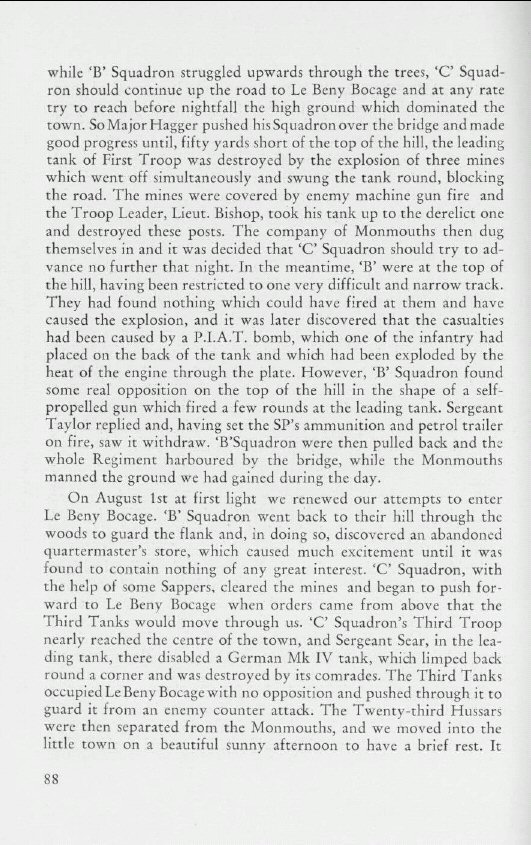 while ‘B’ Squadron struggled upwards through the trees, ‘C’ Squad-
ron should continue up the road to Le Beny Bocage and at any rate
try to reach before nightfall the high ground which dominated the
town. So Major Hagger pushed his Squadron over the bridge and made
good progress until, fifty yards short of the top of the hill, the leading
tank of First Troop was destroyed by the explosion of three mines
which went off simultaneously and swung the tank round, blocking
the road. The mines were covered by enemy machine gun fire and
the Troop Leader, Lieut. Bishop, took his tank up to the derelict one
and destroyed these posts. The company of Monmouths then dug
themselves in and it was decided that ‘C’ Squadron should try to ad-
vance no further that night. In the meantime, ‘B’ were at the top of
the hill, having been restricted to one very difficult and narrow track.
They had found nothing which could have fired at them and have
caused the explosion, and it was later discovered that the casualties
had been caused by a P.I.A.T. bomb, which one of the infantry had
placed on the back of the tank and which had been exploded by the
heat of the engine through the plate. However, ‘B’ Squadron found
some real opposition on the top of the hill in the shape of a self-
propelled gun which fired a few rounds at the leading tank. Sergeant
Taylor replied and, having set the SP’s ammunition and petrol trailer
on fire, saw it withdraw. ‘B’Squadron were then pulled back and the
whole Regiment harboured by the bridge, while the Monmouths
manned the ground we had gained during the day.
On August 1st at first light we renewed our attempts to enter
Le Beny Bocage. ‘B’ Squadron went back to their hill through the
woods to guard the flank and, in doing so, discovered an abandoned
quartermaster’s store, which caused much excitement until it was
found to contain nothing of any great interest. ‘C’ Squadron, with
the help of some Sappers, cleared the mines and began to push for-
ward to Le Beny Bocage when orders came from above that the
Third Tanks would move through us. ‘C’ Squadron’s Third Troop
nearly reached the centre of the town, and Sergeant Sear, in the lea-
ding tank, there disabled a German Mk IV tank, which limped back
round a corner and was destroyed by its comrades. The Third Tanks
occupied Le Beny Bocage with no opposition and pushed through it to
guard it from an enemy counter attack. The Twenty-third Hussars
were then separated from the Monmouths, and we moved into the
little town on a beautiful sunny afternoon to have a brief rest. It
88